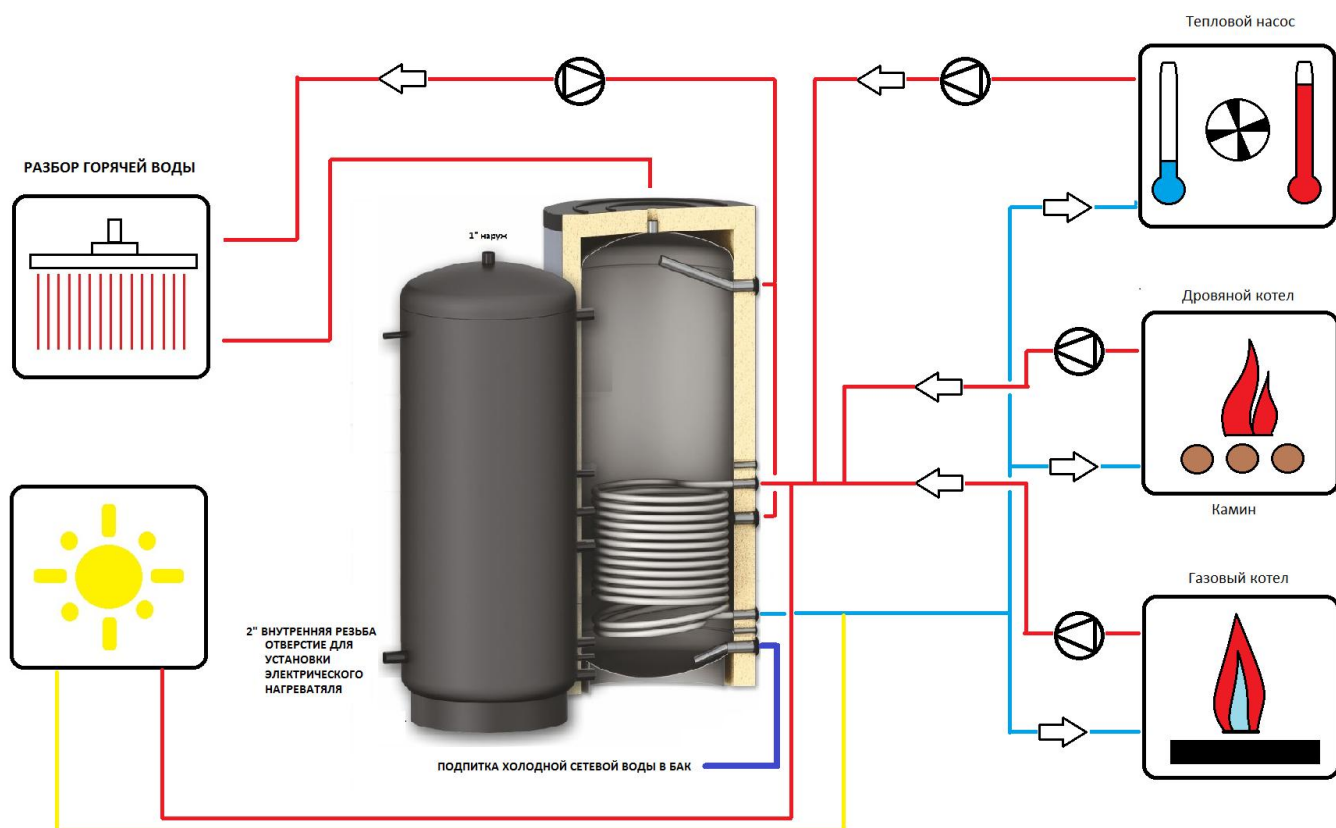 Тепловой насос
РАЗБОР ГОРЯЧЕЙ ВОДЫ
1" наруж
Дровяной котел
Камин
Газовый котел
2" ВНУТРЕННЯЯ РЕЗЬБА
ОТВЕРСТИЕ ДЛЯ
УСТАНОВКИ
ЭЛЕКТРИЧЕСКОГО
НАГРЕВАТЯЛЯ
ПОДПИТКА ХОЛОДНОЙ СЕТЕВОЙ ВОДЫ В БАК